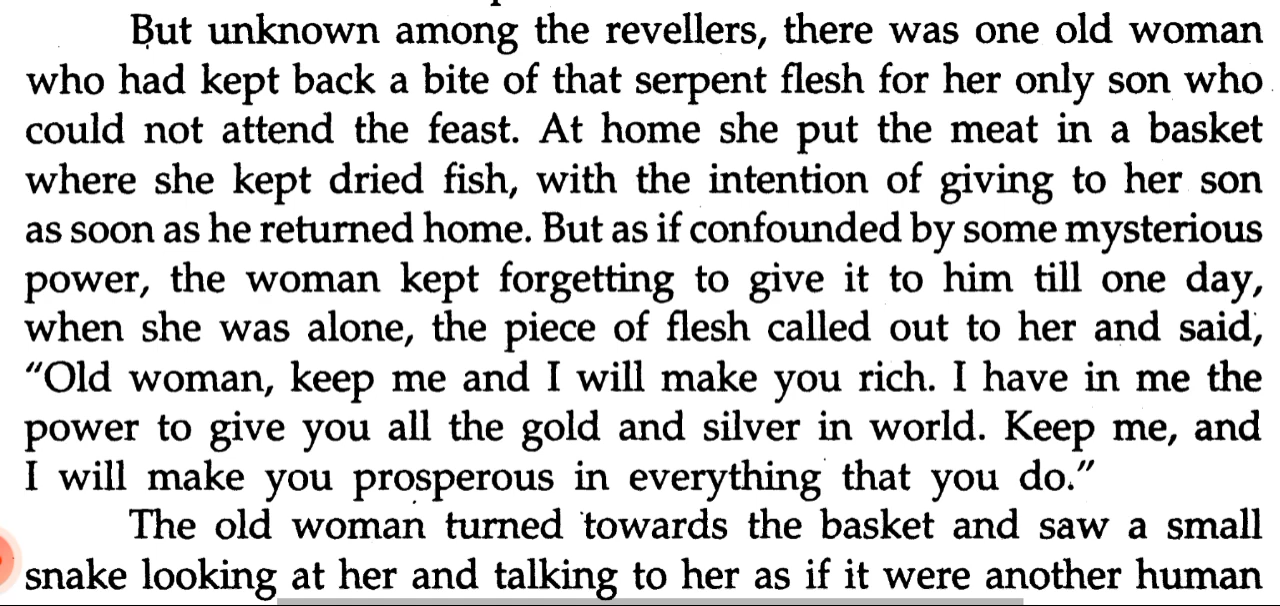 But unknown among the revellers, there was one old woman
who had kept back a bite of that serpent flesh for her only son who
could not attend the feast. At home she put the meat in a basket
where she kept dried fish, with the intention of giving to her son
as soon as he returned home. But as if confounded by some mysterious
power, the woman kept forgetting to give it to him till one day,
when she was alone, the piece of flesh called out to her and said,
“Old woman, keep me and I will make you rich. I have in me the
power to give you all the gold and silver in world. Keep me, and
I will make you prosperous in everything that you do.”
The old woman turned towards the basket and saw a small
snake looking at her and talking to her as if it were another human